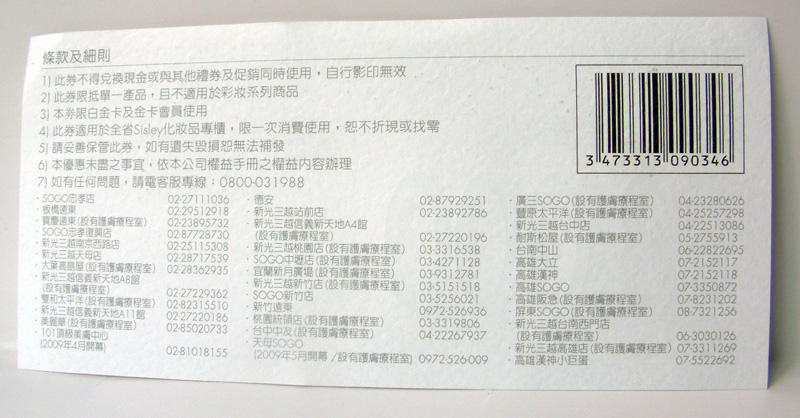 條款及細則
1) 此券不得兌換現金或與其他禮券及促銷同時使用，自行影印無效
2) 此券限抵單一產品，且不適用於彩妝系列商品
3) 本券限白金卡及金卡會員使用
4) 此券適用於全省Sisley化妝品專櫃，限一次消費使用，恕不折現或找零
5) 請妥善保管此券，如有遺失毀損恕無法補發
6) 本優惠未盡之事宜，依本公司權益手冊之權益內容辦理
7) 如有任何問題，請電客服專線：0800-031988
3 473313 090346
·SOGO忠孝店 02-27111036
·板橋遠東 02-29512918
·寶慶遠東(設有護膚療程室) 02-23895732
·SOGO忠孝復興店 02-87728730
·新光三越南京西路店 02-25115308
·新光三越天母店 02-28717539
·大葉高島屋(設有護膚療程室) 02-28362935
·新光三越信義新天地A8館
(設有護膚療程室) 02-27229362
·雙和太平洋(設有護膚療程室) 02-82315510
·新光三越信義新天地A11館 02-27220186
·美麗華(設有護膚療程室) 02-85020733
·101頂級美膚中心
(2009年4月開幕) 02-81018155
·德安 02-87929251
·新光三越站前店 02-23892786
·新光三越信義新天地A4館
(設有護膚療程室) 02-27220196
·新光三越桃園店(設有護膚療程室) 03-3316538
·SOGO中壢店(設有護膚療程室) 03-4271128
·宜蘭新月廣場(設有護膚療程室) 03-9312781
·新光三越新竹店(設有護膚療程室) 03-5151518
·SOGO新竹店 03-5256021
·新竹遠東 03-5258956
·桃園統領店(設有護膚療程室) 03-3319806
·台中中友(設有護膚療程室) 04-22267937
·天母SOGO
(2009年5月開幕/設有護膚療程室) 0972-526-009
·廣三SOGO(設有護膚療程室) 04-23280626
·豐原太平洋(設有護膚療程室) 04-25257298
·新光三越台中店 04-22513086
·耐斯松屋(設有護膚療程室) 05-2755913
·台南中山 06-22822695
·高雄大立 07-2152117
·高雄漢神 07-2152118
·高雄SOGO 07-3350872
·高雄阪急(設有護膚療程室) 07-8231202
·屏東SOGO(設有護膚療程室) 08-7321256
·新光三越台南西門店
(設有護膚療程室) 06-3030126
·新光三越高雄店(設有護膚療程室) 07-3311269
·高雄漢神小巨蛋 07-5522692